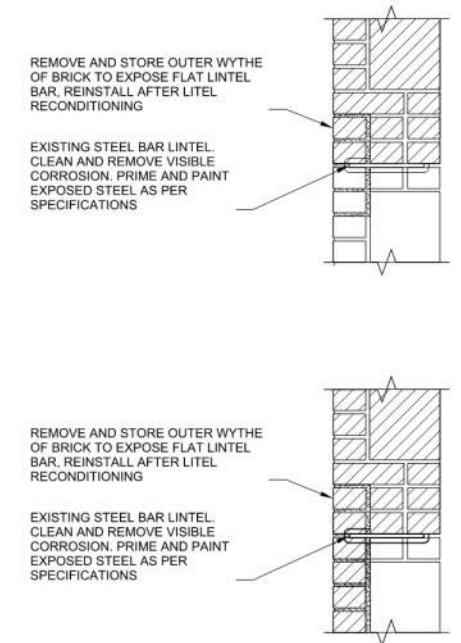 REMOVE AND STORE OUTER WYTHE
OF BRICK TO EXPOSE FLAT LINTEL
BAR, REINSTALL AFTER LITEL
RECONDITIONING
EXISTING STEEL BAR LINTEL.
CLEAN AND REMOVE VISIBLE
CORROSION. PRIME AND PAINT
EXPOSED STEEL AS PER
SPECIFICATIONS
REMOVE AND STORE OUTER WYTHE
OF BRICK TO EXPOSE FLAT LINTEL
BAR, REINSTALL AFTER LITEL
RECONDITIONING
EXISTING STEEL BAR LINTEL.
CLEAN AND REMOVE VISIBLE
CORROSION. PRIME AND PAINT
EXPOSED STEEL AS PER
SPECIFICATIONS